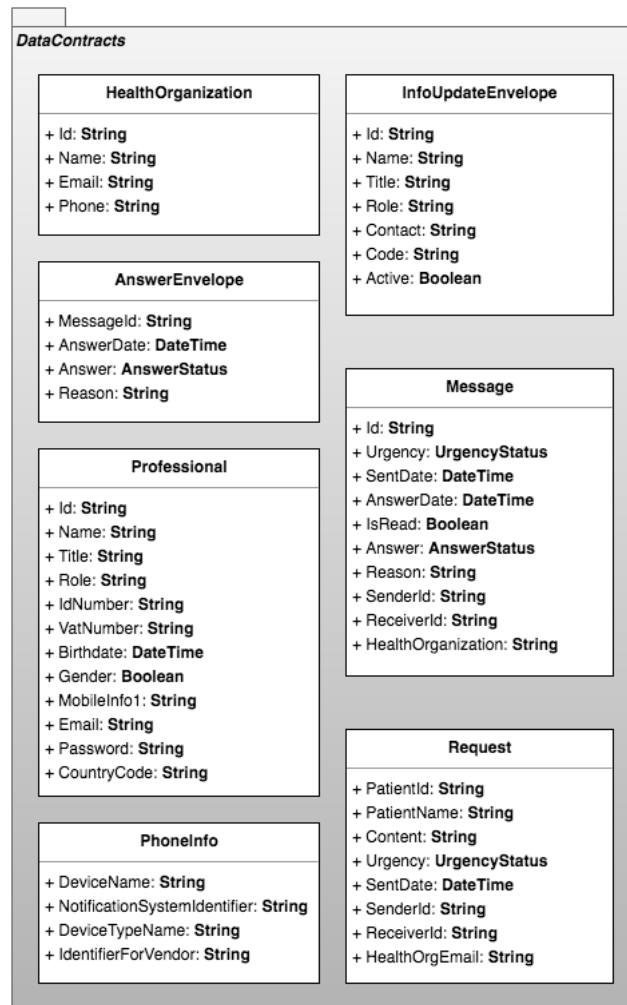 DataContracts
HealthOrganization
+ Id: String
+ Name: String
+ Email: String
+ Phone: String
AnswerEnvelope
+ MessageId: String
+ AnswerDate: DateTime
+ Answer: AnswerStatus
+ Reason: String
Professional
+ Id: String
+ Name: String
+ Title: String
+ Role: String
+ IdNumber: String
+ VatNumber: String
+ Birthdate: DateTime
+ Gender: Boolean
+ MobileInfo1: String
+ Email: String
+ Password: String
+ CountryCode: String
PhoneInfo
+ DeviceName: String
+ NotificationSystemIdentifier: String
+ DeviceTypeName: String
+ IdentifierForVendor: String
InfoUpdateEnvelope
+ Id: String
+ Name: String
+ Title: String
+ Role: String
+ Contact: String
+ Code: String
+ Active: Boolean
Message
+ Id: String
+ Urgency: UrgencyStatus
+ SentDate: DateTime
+ AnswerDate: DateTime
+ IsRead: Boolean
+ Answer: AnswerStatus
+ Reason: String
+ SenderId: String
+ ReceiverId: String
+ HealthOrganization: String
Request
+ PatientId: String
+ PatientName: String
+ Content: String
+ Urgency: UrgencyStatus
+ SentDate: DateTime
+ SenderId: String
+ ReceiverId: String
+ HealthOrgEmail: String